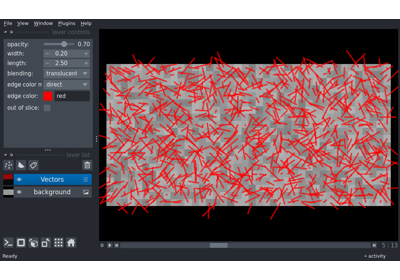 File View Window Plugins Help
layer controls
opacity: 0.70
width: 0.20
length: 2.50
blending: translucent
edge color m direct
edge color: red
out of slice:
layer list
Vectors
background
0 5 13
Ready activity